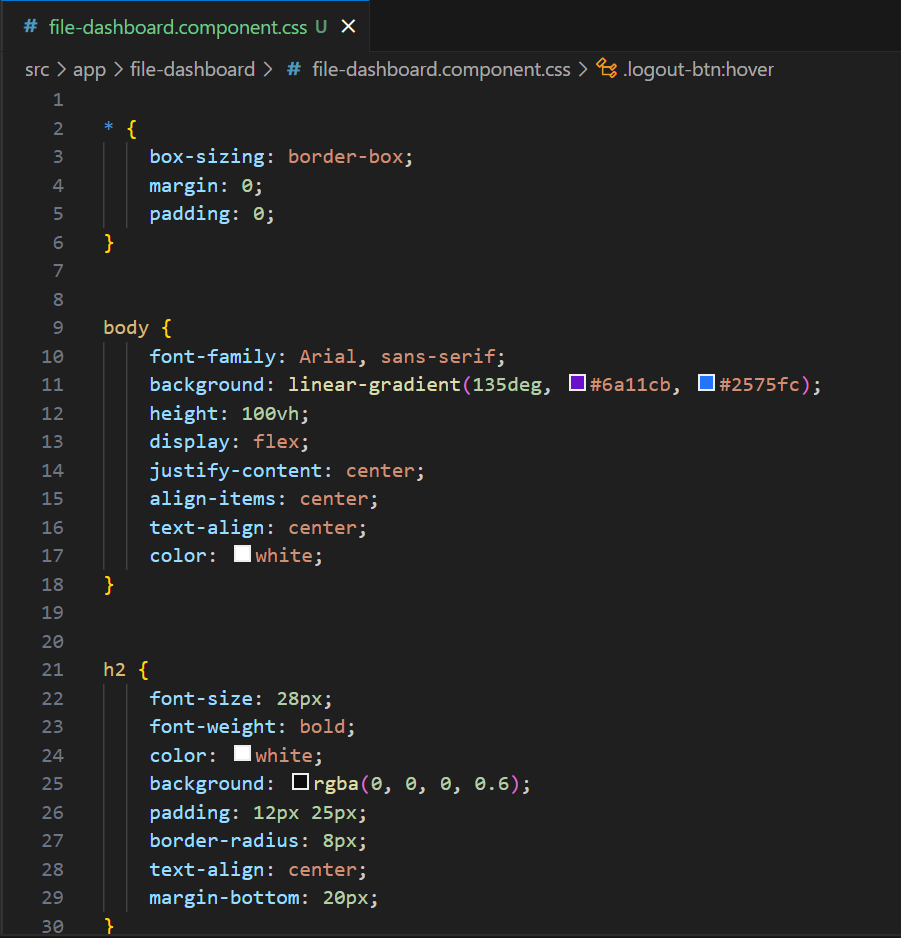 # file-dashboard.component.css U ×
src > app > file-dashboard > # file-dashboard.component.css > .logout-btn:hover
1
2 * {
3 box-sizing: border-box;
4 margin: 0;
5 padding: 0;
6 }
7
8
9 body {
10 font-family: Arial, sans-serif;
11 background: linear-gradient(135deg, #6a11cb, #2575fc);
12 height: 100vh;
13 display: flex;
14 justify-content: center;
15 align-items: center;
16 text-align: center;
17 color: white;
18 }
19
20
21 h2 {
22 font-size: 28px;
23 font-weight: bold;
24 color: white;
25 background: rgba(0, 0, 0, 0.6);
26 padding: 12px 25px;
27 border-radius: 8px;
28 text-align: center;
29 margin-bottom: 20px;
30 }